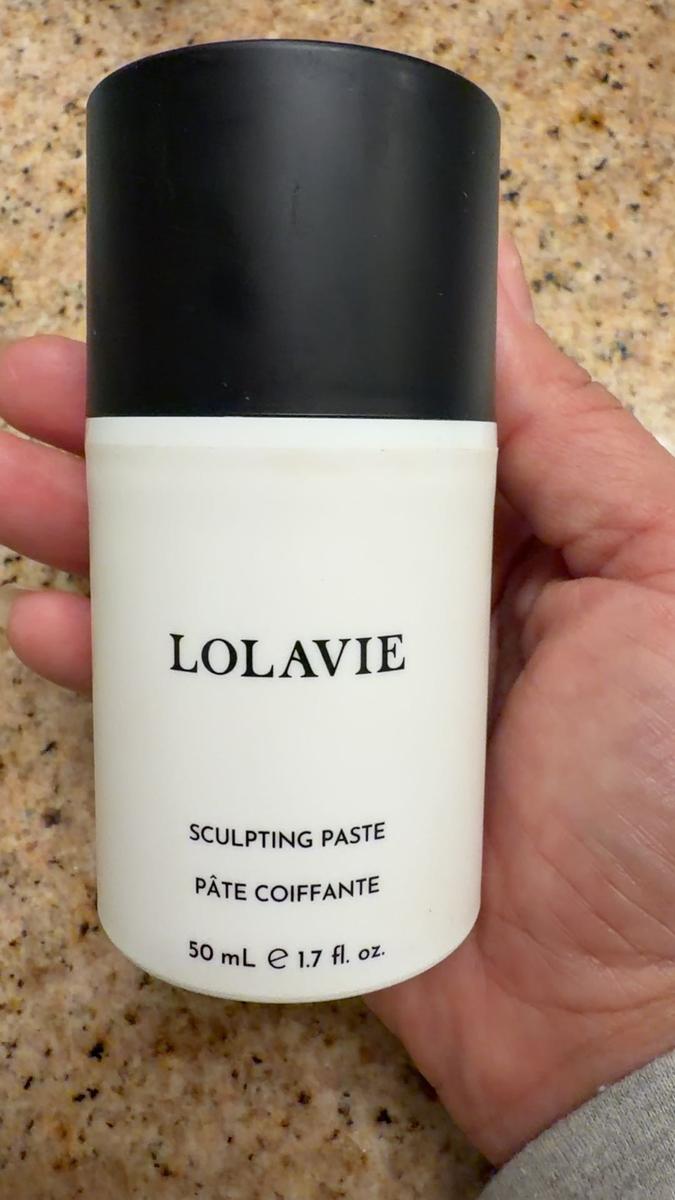 LOLAVIE
SCULPTING PASTE
PÂTE COIFFANTE
50 mL ℮ 1.7 fl. oz.